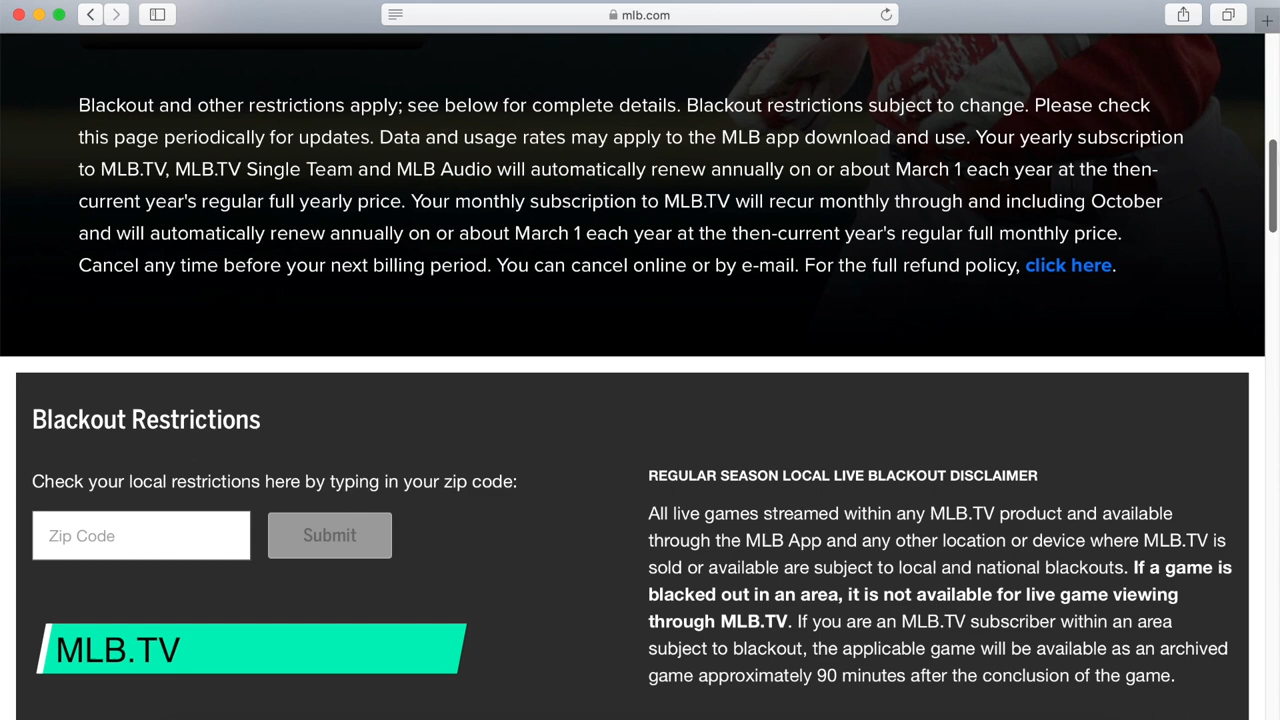 mlb.com
Blackout and other restrictions apply; see below for complete details. Blackout restrictions subject to change. Please check
this page periodically for updates. Data and usage rates may apply to the MLB app download and use. Your yearly subscription
to MLB.TV, MLB.TV Single Team and MLB Audio will automatically renew annually on or about March 1 each year at the then-
current year's regular full yearly price. Your monthly subscription to MLB.TV will recur monthly through and including October
and will automatically renew annually on or about March 1 each year at the then-current year's regular full monthly price.
Cancel any time before your next billing period. You can cancel online or by e-mail. For the full refund policy, click here.
Blackout Restrictions
Check your local restrictions here by typing in your zip code:
Zip Code
Submit
MLB.TV
REGULAR SEASON LOCAL LIVE BLACKOUT DISCLAIMER
All live games streamed within any MLB.TV product and available
through the MLB App and any other location or device where MLB.TV is
sold or available are subject to local and national blackouts. If a game is
blacked out in an area, it is not available for live game viewing
through MLB.TV. If you are an MLB.TV subscriber within an area
subject to blackout, the applicable game will be available as an archived
game approximately 90 minutes after the conclusion of the game.